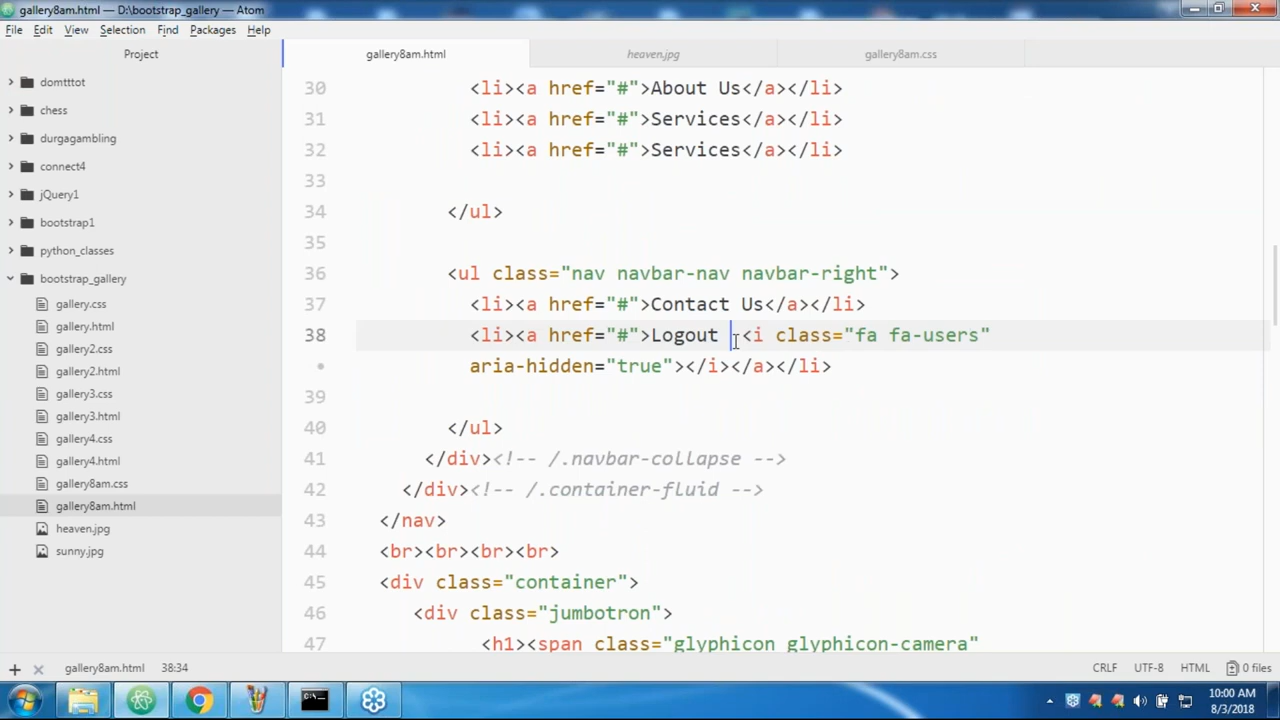 gallery8am.html — D:\bootstrap_gallery — Atom
File Edit View Selection Find Packages Help
Project
gallery8am.html heaven.jpg gallery8am.css
domtttot
chess
durgagambling
connect4
jQuery1
bootstrap1
python_classes
bootstrap_gallery
gallery.css
gallery.html
gallery2.css
gallery2.html
gallery3.css
gallery3.html
gallery4.css
gallery4.html
gallery8am.css
gallery8am.html
heaven.jpg
sunny.jpg
30 <li><a href="#">About Us</a></li>
31 <li><a href="#">Services</a></li>
32 <li><a href="#">Services</a></li>
33
34 </ul>
35
36 <ul class="nav navbar-nav navbar-right">
37 <li><a href="#">Contact Us</a></li>
38 <li><a href="#">Logout <i class="fa fa-users"
• aria-hidden="true"></i></a></li>
39
40 </ul>
41 </div><!-- /.navbar-collapse -->
42 </div><!-- /.container-fluid -->
43 </nav>
44 <br><br><br><br>
45 <div class="container">
46 <div class="jumbotron">
47 <h1><span class="glyphicon glyphicon-camera"
gallery8am.html 38:34 CRLF UTF-8 HTML 0 files
10:00 AM
8/3/2018